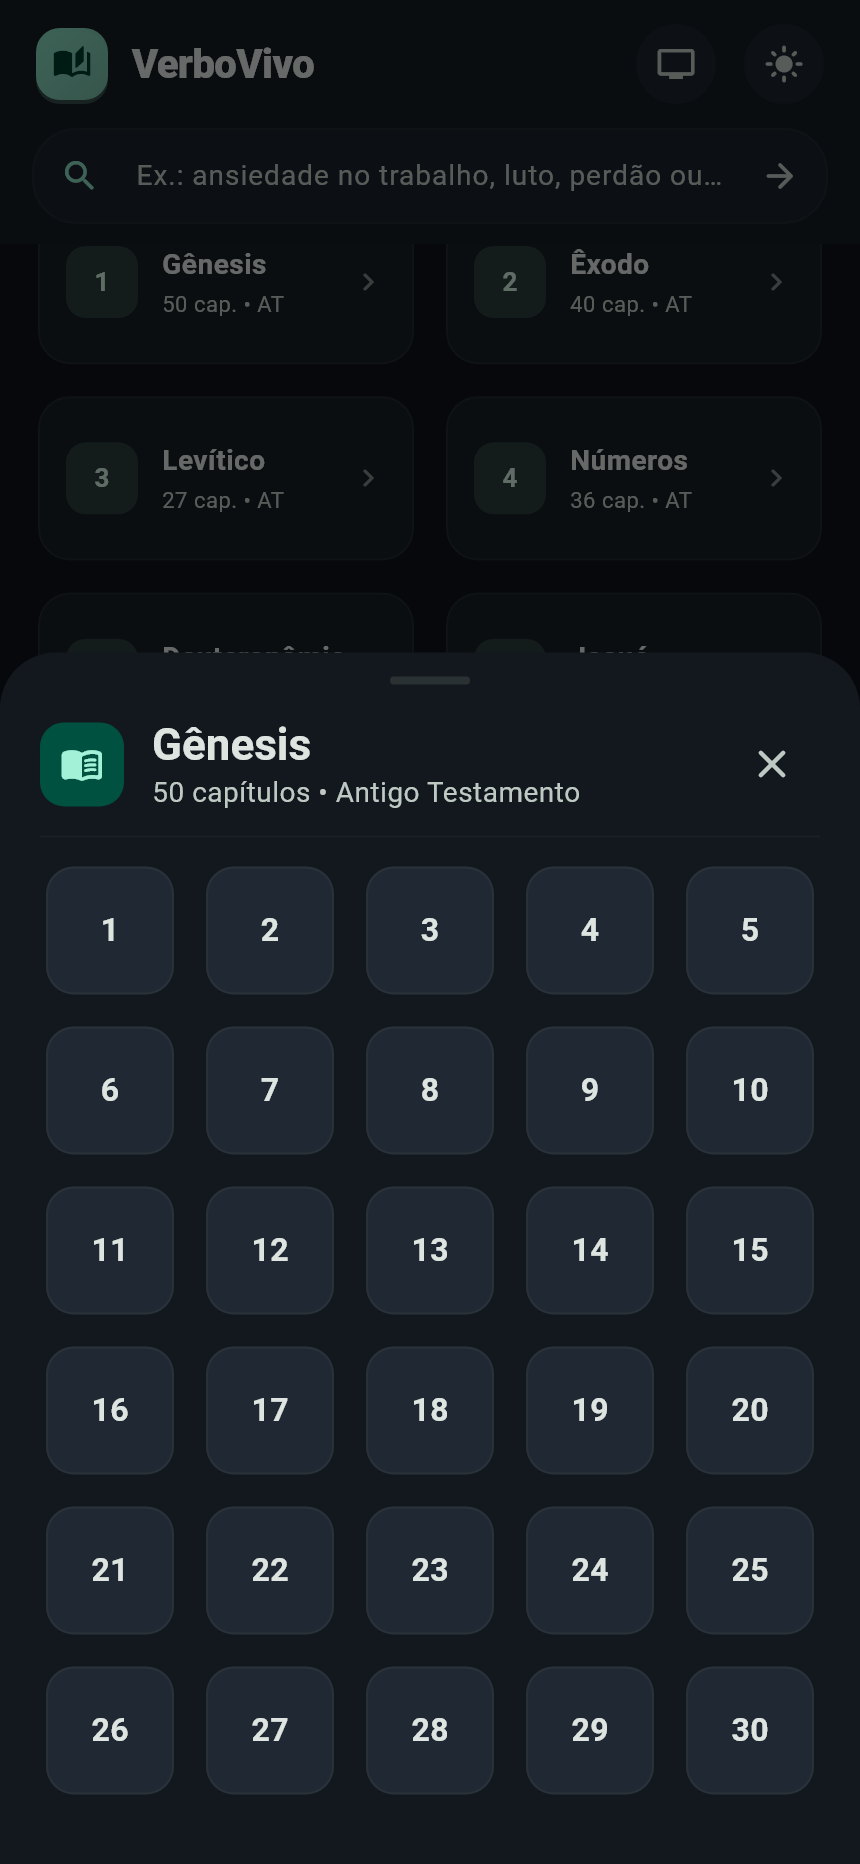 VerboVivo
Ex.: ansiedade no trabalho, luto, perdão ou...
1
Gênesis
50 cap. • AT
2
Êxodo
40 cap. • AT
3
Levítico
27 cap. • AT
4
Números
36 cap. • AT
Gênesis
50 capítulos • Antigo Testamento
1 2 3 4 5
6 7 8 9 10
11 12 13 14 15
16 17 18 19 20
21 22 23 24 25
26 27 28 29 30